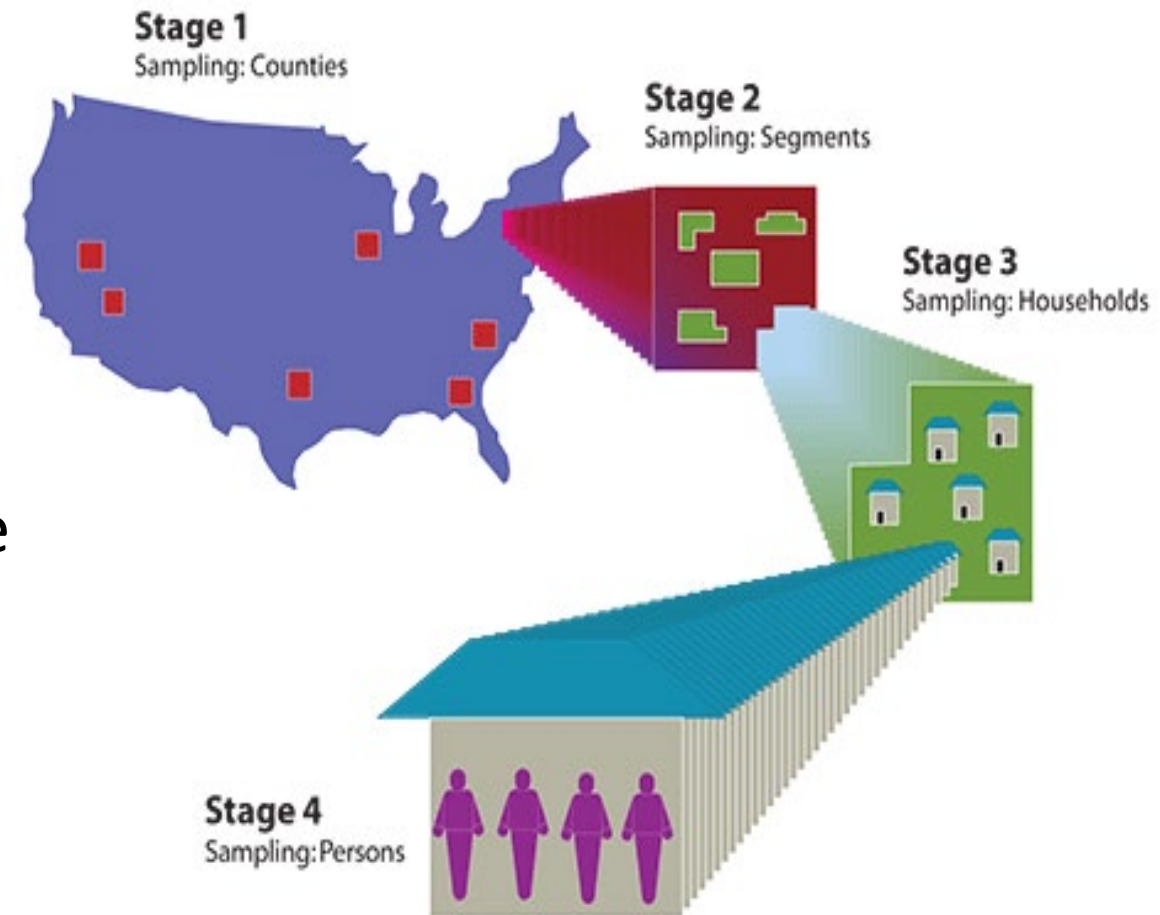 Stage 1
Sampling: Counties
Stage 2
Sampling: Segments
Stage 3
Sampling: Households
e
Stage 4
Sampling: Persons